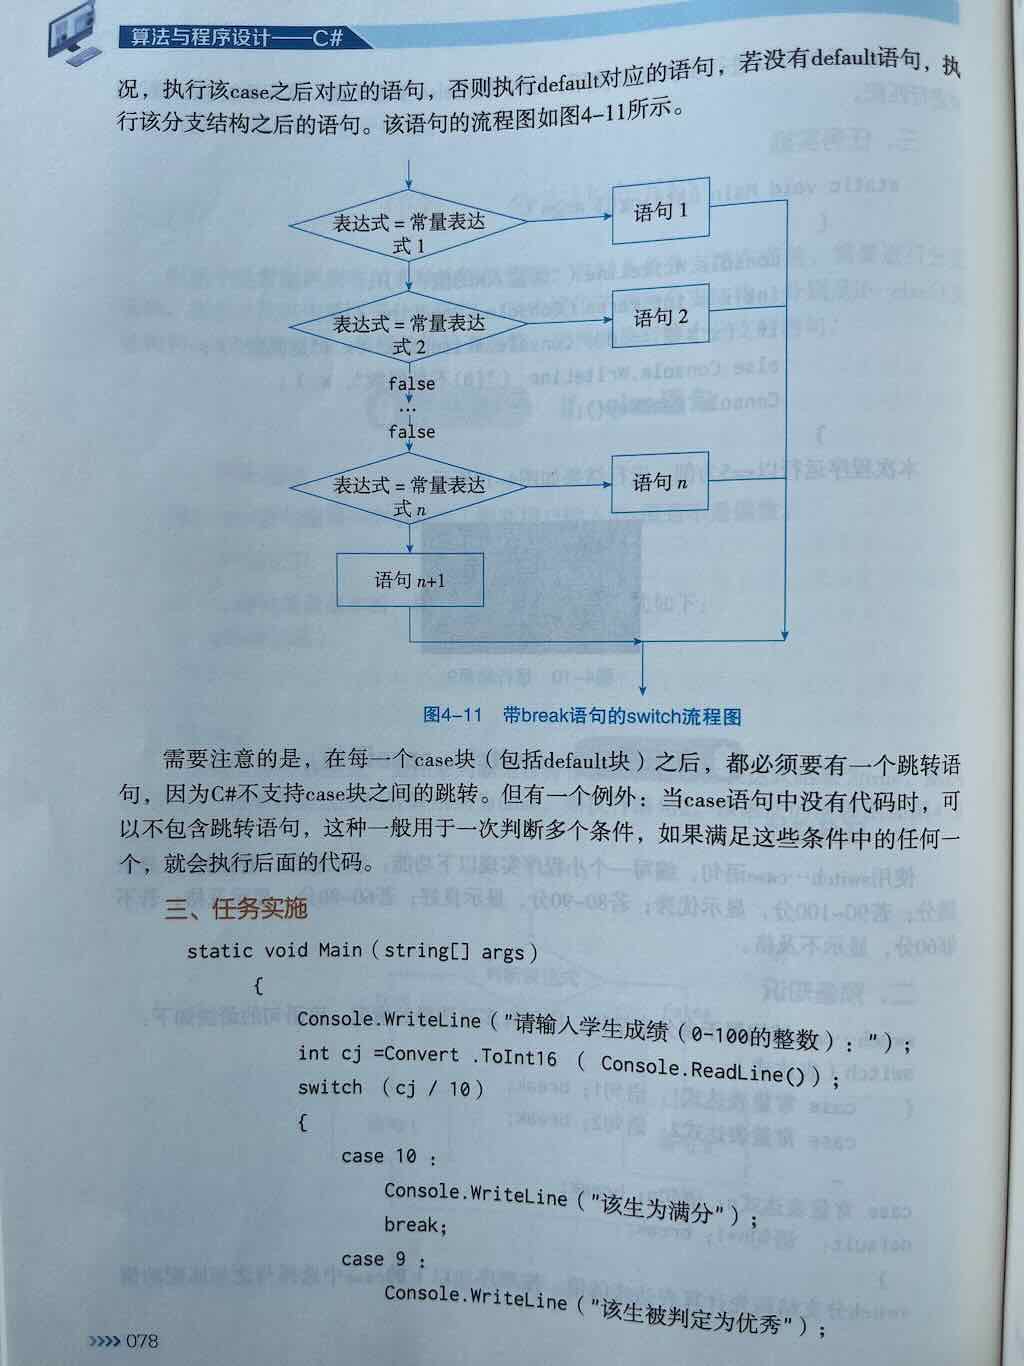 算法与程序设计——C#
况，执行该case之后对应的语句，否则执行default对应的语句，若没有default语句，执
行该分支结构之后的语句。该语句的流程图如图4-11所示。
表达式 = 常量表达
式 1
语句 1
表达式 = 常量表达
式 2
语句 2
false
...
false
表达式 = 常量表达
式 n
语句 n
语句 n+1
图4-11 带break语句的switch流程图
需要注意的是，在每一个case块（包括default块）之后，都必须要有一个跳转语
句，因为C#不支持case块之间的跳转。但有一个例外：当case语句中没有代码时，可
以不包含跳转语句，这种一般用于一次判断多个条件，如果满足这些条件中的任何一
个，就会执行后面的代码。
三、任务实施
static void Main（string[] args）
{
Console.WriteLine（"请输入学生成绩（0-100的整数）："）;
int cj =Convert .ToInt16 （ Console.ReadLine()）;
switch （cj / 10）
{
case 10 :
Console.WriteLine（"该生为满分"）;
break;
case 9 :
Console.WriteLine（"该生被判定为优秀"）;
>>>> 078